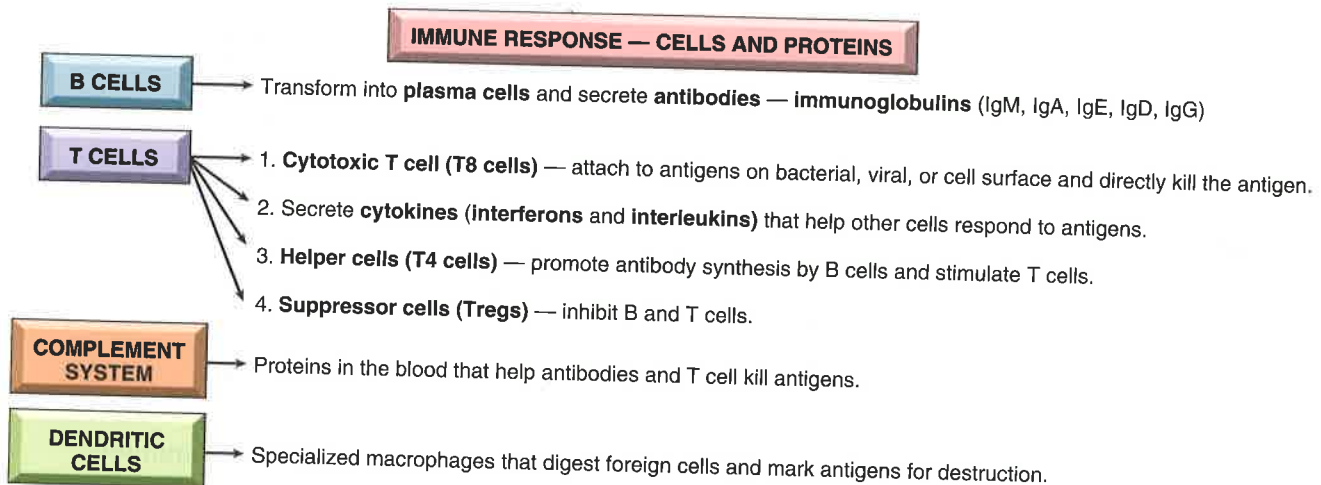 IMMUNE RESPONSE — CELLS AND PROTEINS
B CELLS
Transform into plasma cells and secrete antibodies — immunoglobulins (IgM, IgA, IgE, IgD, IgG)
T CELLS
1. Cytotoxic T cell (T8 cells) — attach to antigens on bacterial, viral, or cell surface and directly kill the antigen.
2. Secrete cytokines (interferons and interleukins) that help other cells respond to antigens.
3. Helper cells (T4 cells) — promote antibody synthesis by B cells and stimulate T cells.
4. Suppressor cells (Tregs) — inhibit B and T cells.
COMPLEMENT
SYSTEM
Proteins in the blood that help antibodies and T cell kill antigens.
DENDRITIC
CELLS
Specialized macrophages that digest foreign cells and mark antigens for destruction.